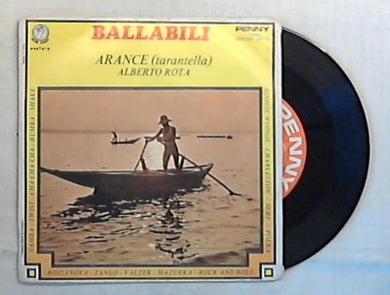 BALLABILI
PENNY
ARANCE (tarantella)
ALBERTO ROTA
SAMBA - TWIST - CHA CHA CHA - RUMBA - SHAKE
BOOGIE WOOGIE - CHARLESTON - BEAT - POLKA
BOSSANOVA - TANGO - VALZER - MAZURKA - ROCK AND ROLL
PENNY